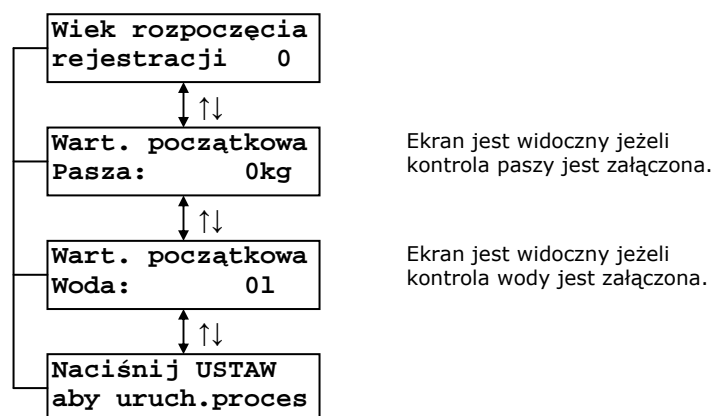 Wiek rozpoczęcia
rejestracji 0
↑↓
Wart. początkowa
Pasza: 0kg
Ekran jest widoczny jeżeli
kontrola paszy jest załączona.
↑↓
Wart. początkowa
Woda: 0l
Ekran jest widoczny jeżeli
kontrola wody jest załączona.
↑↓
Naciśnij USTAW
aby uruch.proces